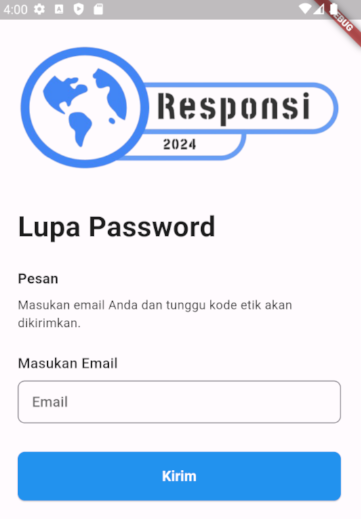 4:00
DEBUG
Responsi
2024
Lupa Password
Pesan
Masukan email Anda dan tunggu kode etik akan
dikirimkan.
Masukan Email
Email
Kirim